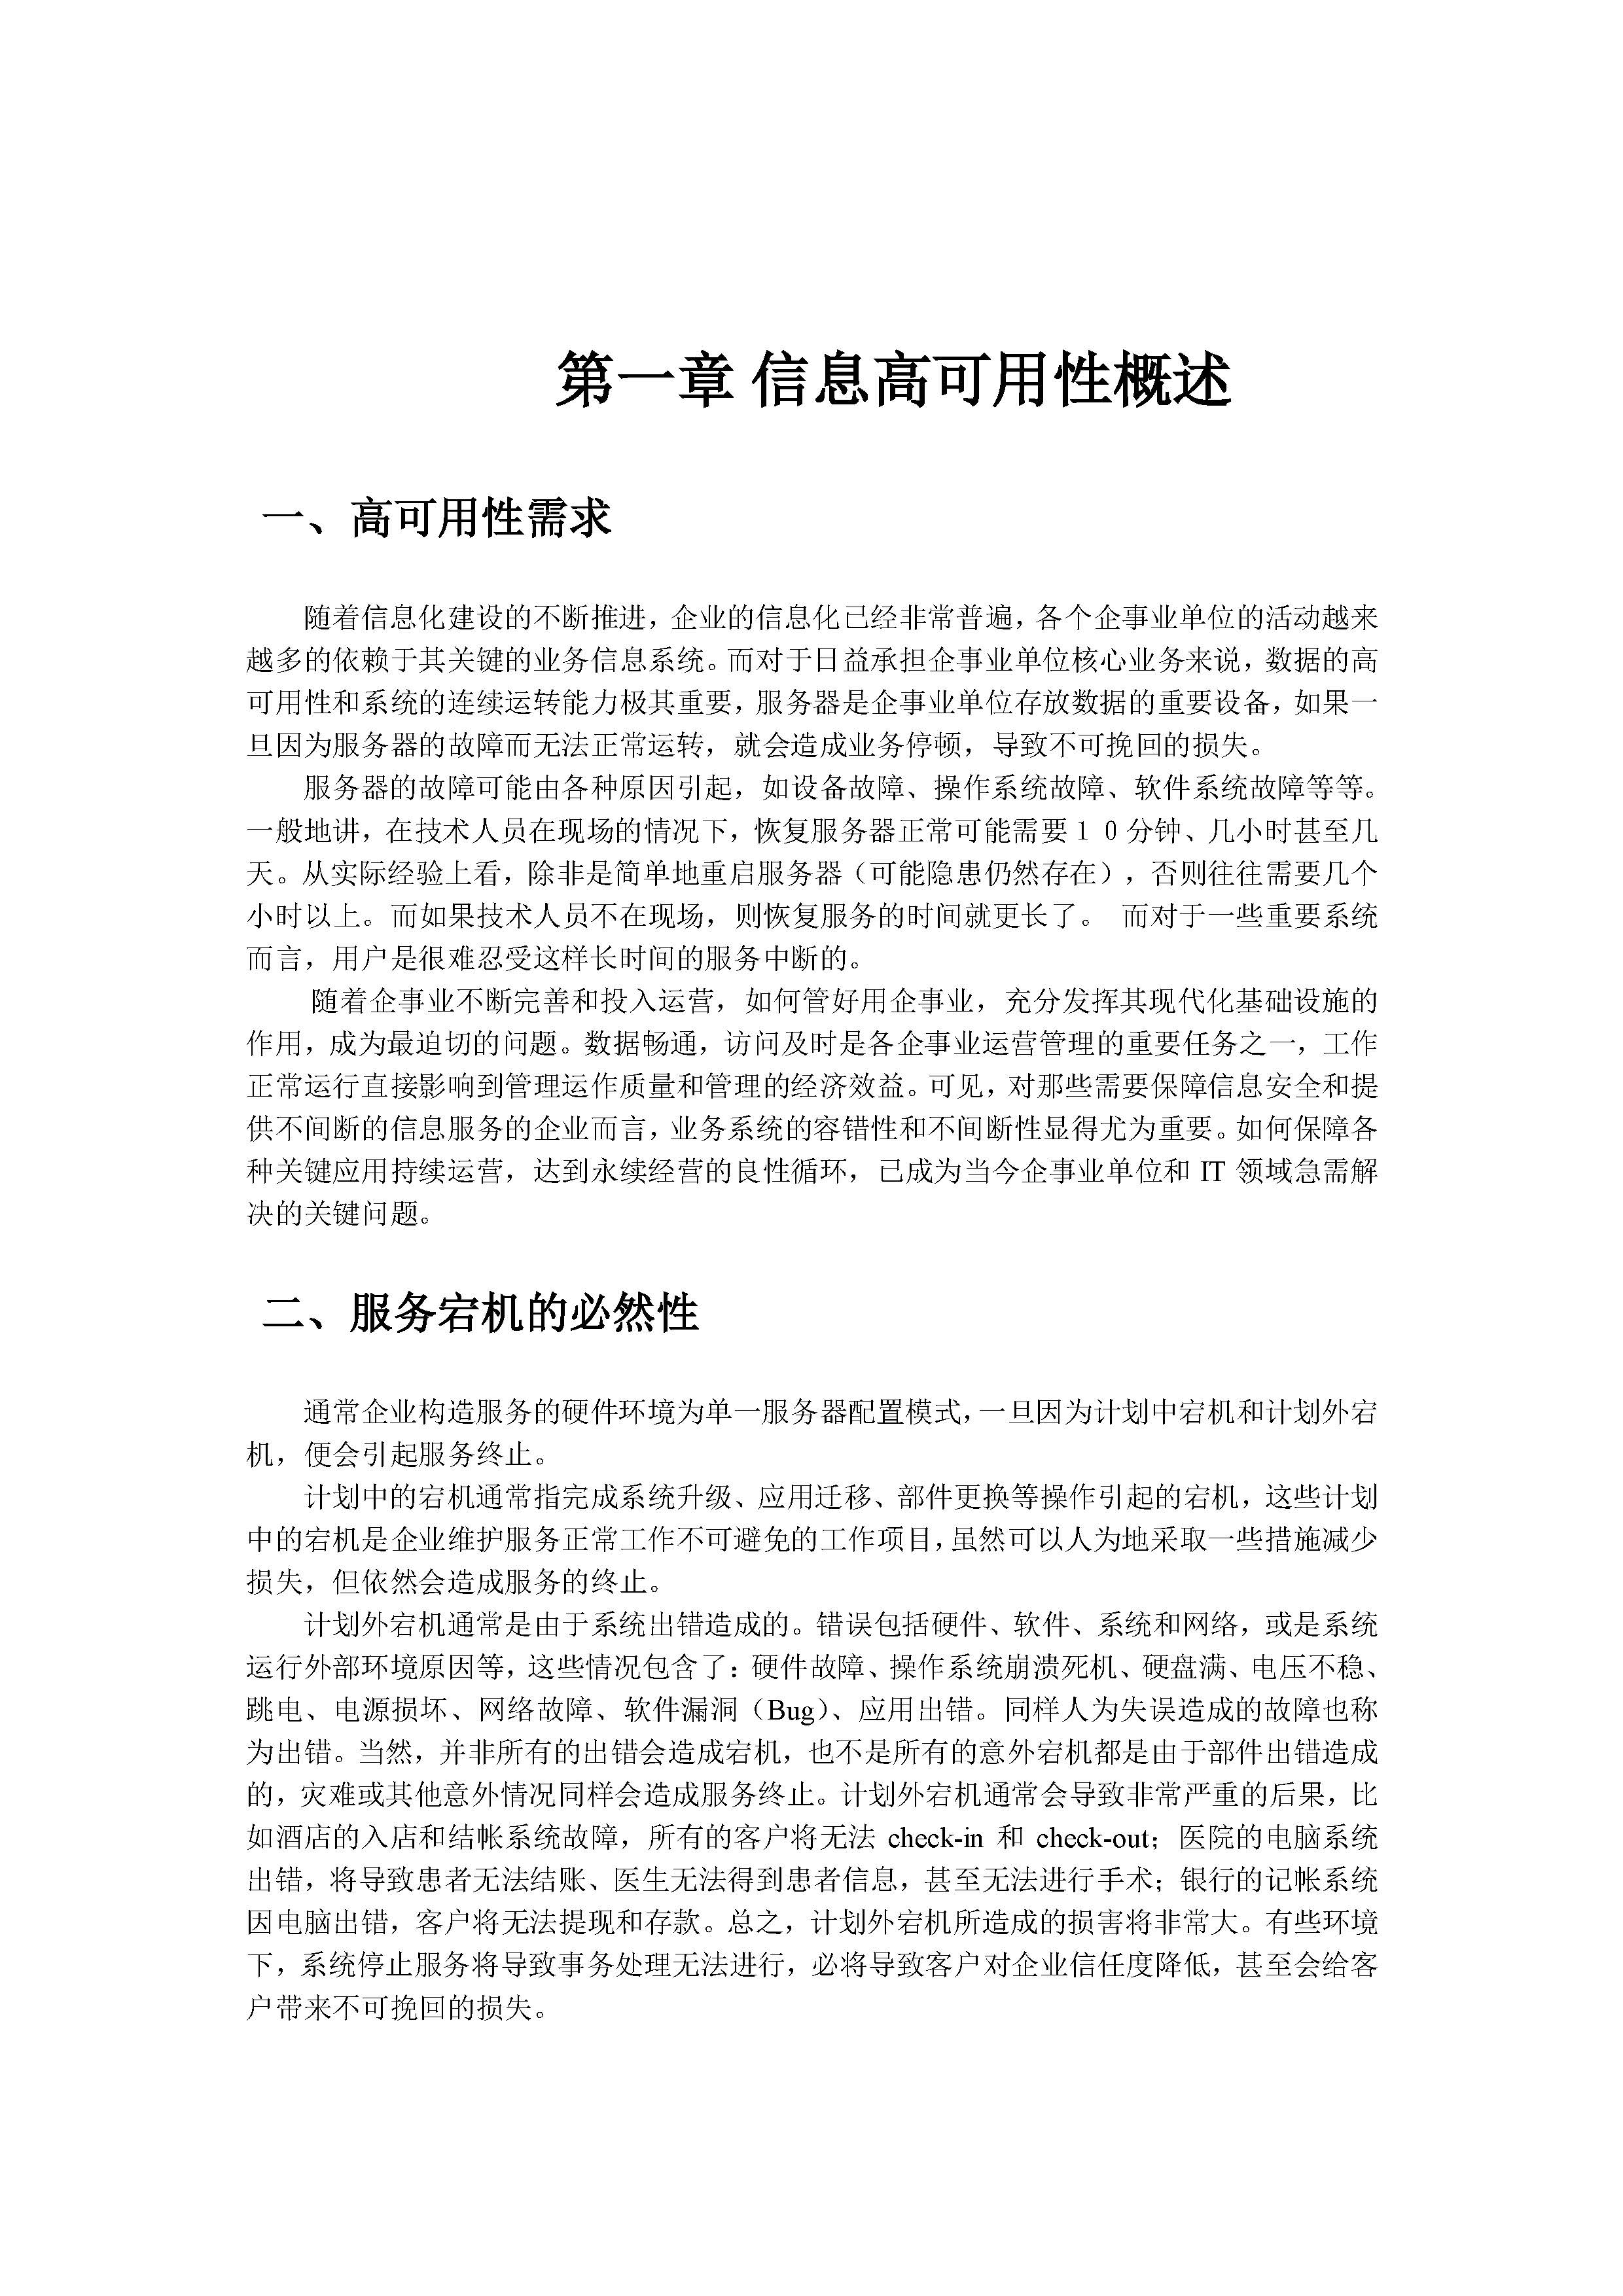 第一章 信息高可用性概述
一、高可用性需求
随着信息化建设的不断推进，企业的信息化已经非常普遍，各个企事业单位的活动越来
越多的依赖于其关键的业务信息系统。而对于日益承担企事业单位核心业务来说，数据的高
可用性和系统的连续运转能力极其重要，服务器是企事业单位存放数据的重要设备，如果一
旦因为服务器的故障而无法正常运转，就会造成业务停顿，导致不可挽回的损失。
服务器的故障可能由各种原因引起，如设备故障、操作系统故障、软件系统故障等等。
一般地讲，在技术人员在现场的情况下，恢复服务器正常可能需要１０分钟、几小时甚至几
天。从实际经验上看，除非是简单地重启服务器（可能隐患仍然存在），否则往往需要几个
小时以上。而如果技术人员不在现场，则恢复服务的时间就更长了。 而对于一些重要系统
而言，用户是很难忍受这样长时间的服务中断的。
随着企事业不断完善和投入运营，如何管好用企事业，充分发挥其现代化基础设施的
作用，成为最迫切的问题。数据畅通，访问及时是各企事业运营管理的重要任务之一，工作
正常运行直接影响到管理运作质量和管理的经济效益。可见，对那些需要保障信息安全和提
供不间断的信息服务的企业而言，业务系统的容错性和不间断性显得尤为重要。如何保障各
种关键应用持续运营，达到永续经营的良性循环，已成为当今企事业单位和 IT 领域急需解
决的关键问题。
二、服务宕机的必然性
通常企业构造服务的硬件环境为单一服务器配置模式，一旦因为计划中宕机和计划外宕
机，便会引起服务终止。
计划中的宕机通常指完成系统升级、应用迁移、部件更换等操作引起的宕机，这些计划
中的宕机是企业维护服务正常工作不可避免的工作项目，虽然可以人为地采取一些措施减少
损失，但依然会造成服务的终止。
计划外宕机通常是由于系统出错造成的。错误包括硬件、软件、系统和网络，或是系统
运行外部环境原因等，这些情况包含了：硬件故障、操作系统崩溃死机、硬盘满、电压不稳、
跳电、电源损坏、网络故障、软件漏洞（Bug）、应用出错。同样人为失误造成的故障也称
为出错。当然，并非所有的出错会造成宕机，也不是所有的意外宕机都是由于部件出错造成
的，灾难或其他意外情况同样会造成服务终止。计划外宕机通常会导致非常严重的后果，比
如酒店的入店和结帐系统故障，所有的客户将无法 check-in 和 check-out；医院的电脑系统
出错，将导致患者无法结账、医生无法得到患者信息，甚至无法进行手术；银行的记帐系统
因电脑出错，客户将无法提现和存款。总之，计划外宕机所造成的损害将非常大。有些环境
下，系统停止服务将导致事务处理无法进行，必将导致客户对企业信任度降低，甚至会给客
户带来不可挽回的损失。